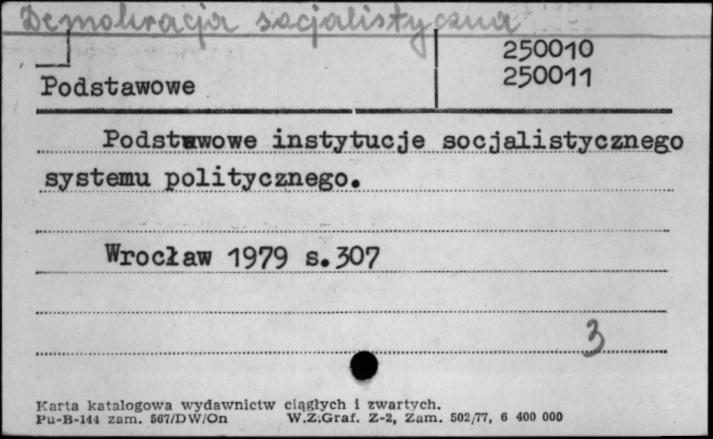 Demokracja socjalistyczna
250010
250011
Podstawowe
Podstawowe instytucje socjalistycznego
systemu politycznego.
Wrocław 1979 s.307
3
Karta katalogowa wydawnictw ciągłych i zwartych.
Pu-B-144 zam. 567/DW/On W.Z.Graf. Z-2, Zam. 502/77, 6 400 000